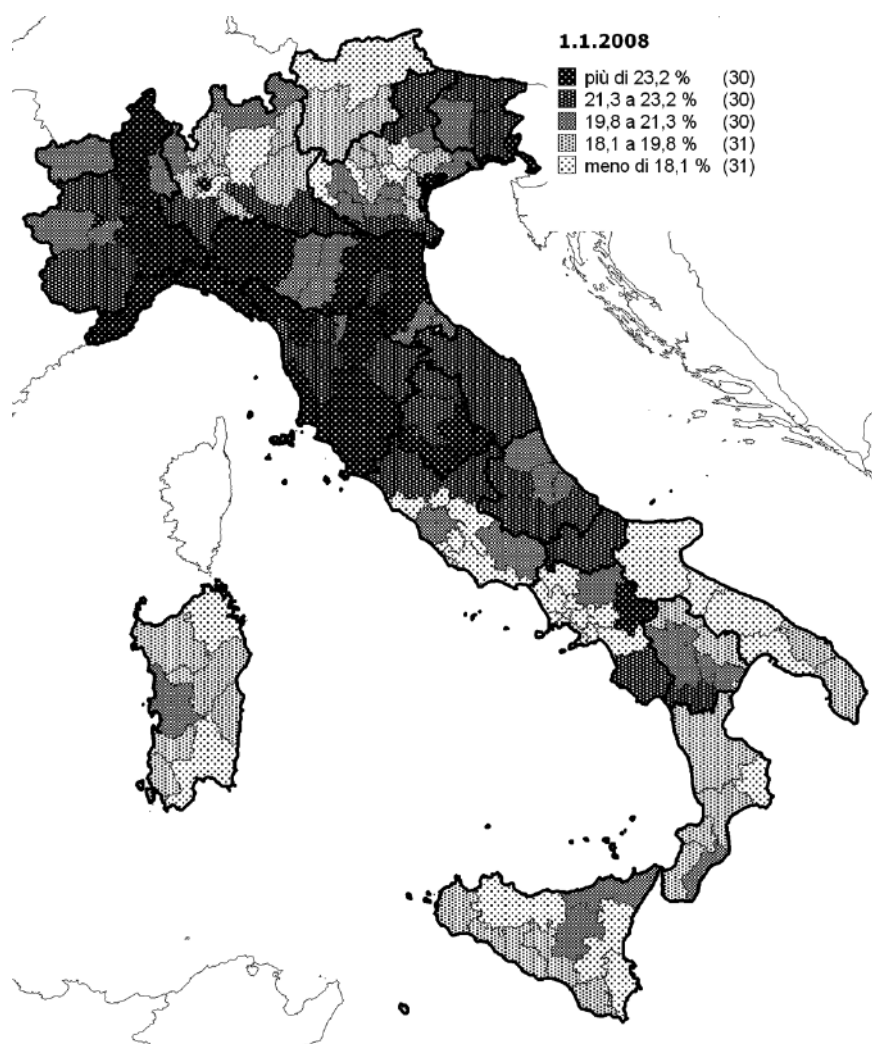 1.1.2008
più di 23,2 % (30)
21,3 a 23,2 % (30)
19,8 a 21,3 % (30)
18,1 a 19,8 % (31)
meno di 18,1 % (31)